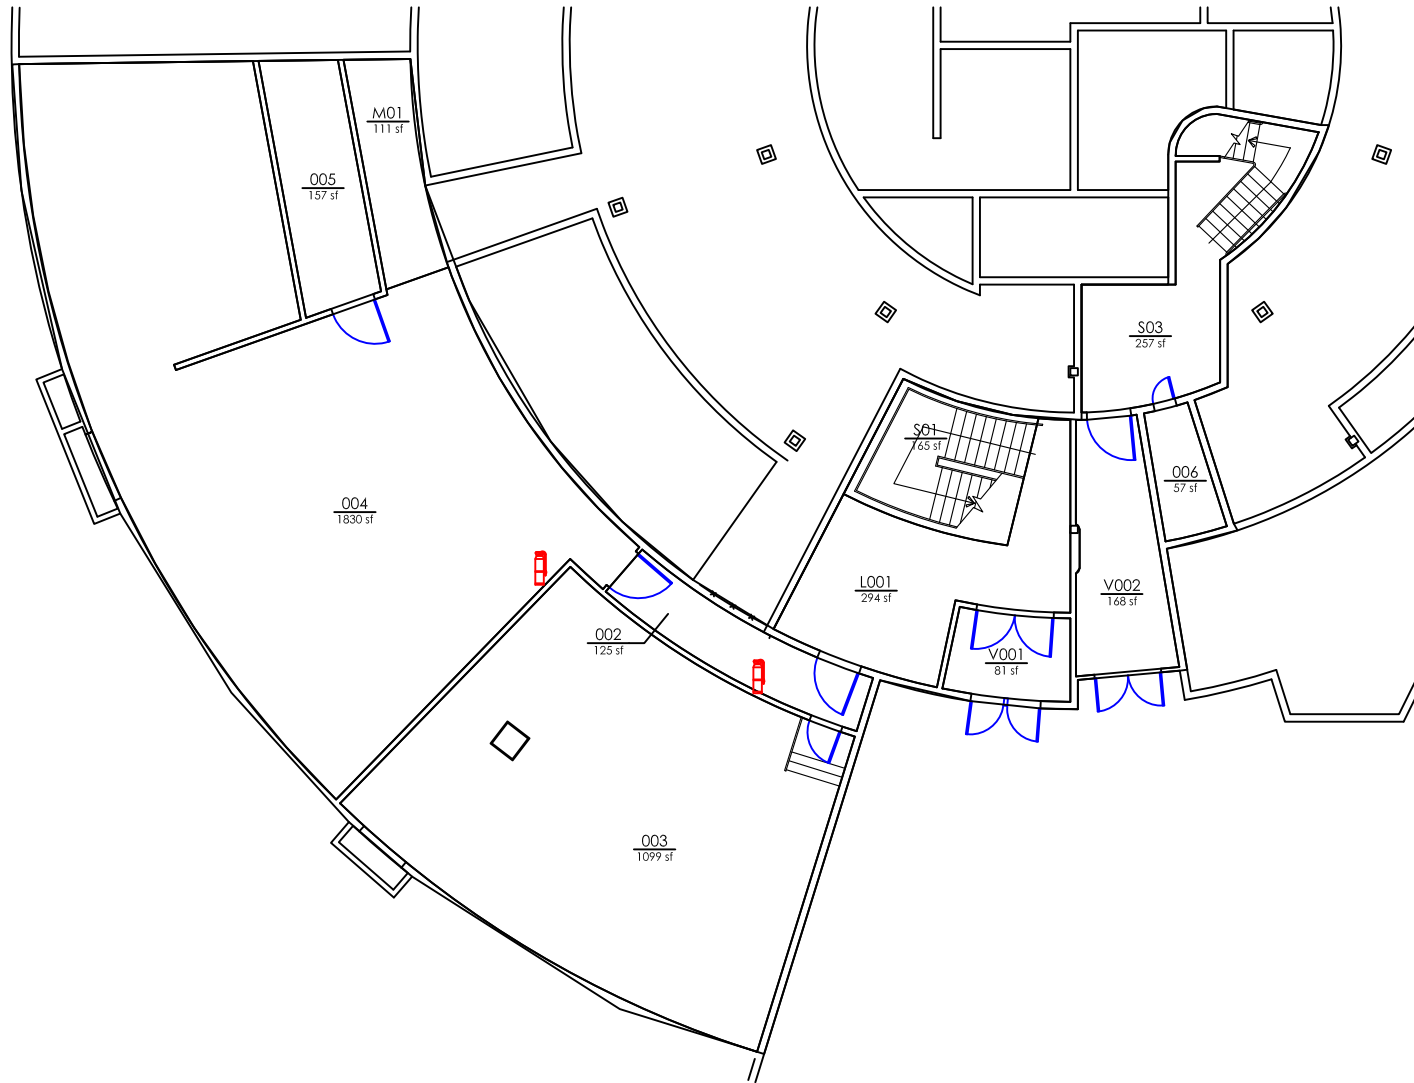 M01
111 sf
005
157 sf
S03
257 sf
S01
165 sf
006
57 sf
004
1830 sf
L001
294 sf
V002
168 sf
002
125 sf
V001
81 sf
003
1099 sf